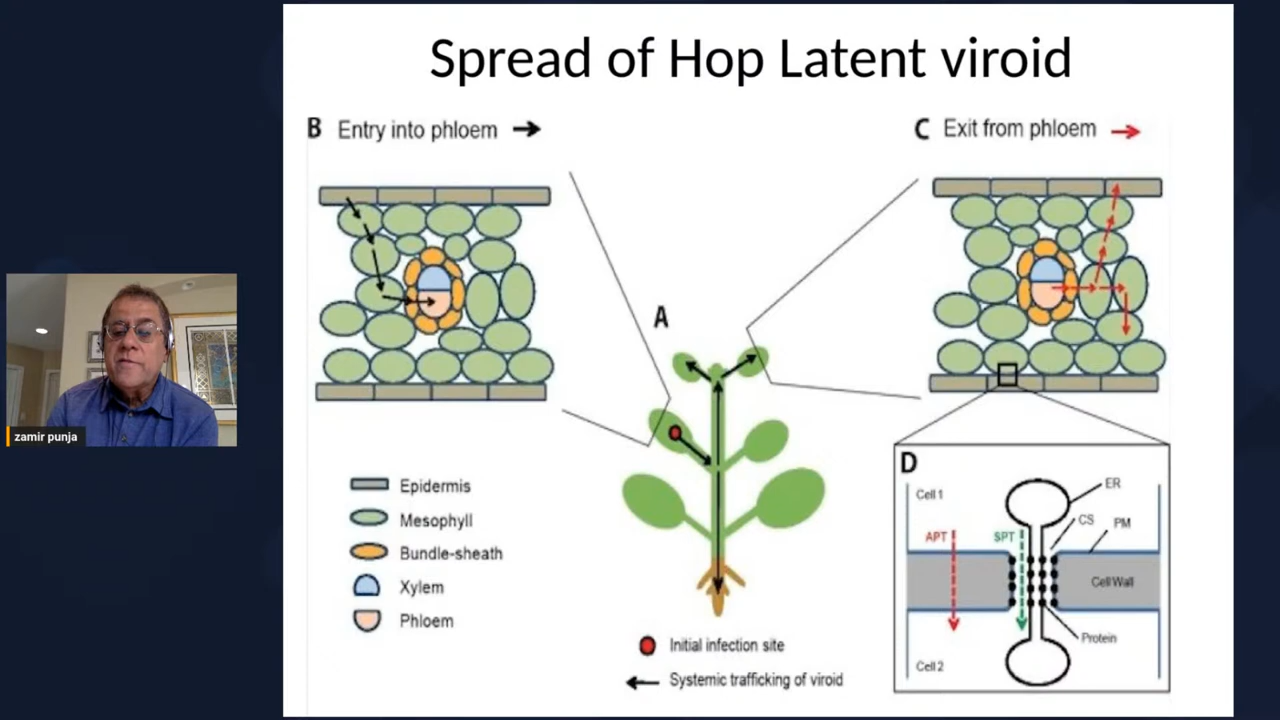 Spread of Hop Latent viroid
B Entry into phloem
C Exit from phloem
A
zamir punja
Epidermis
Mesophyll
Bundle-sheath
Xylem
Phloem
Initial infection site
Systemic trafficking of viroid
D
Cell 1
ER
CS
PM
APT
SPT
Cell Wall
Protein
Cell 2